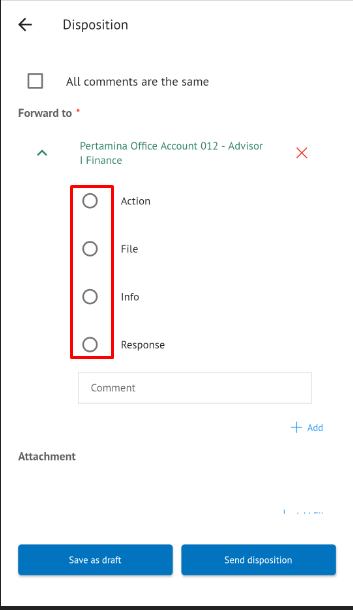 Disposition
All comments are the same
Forward to *
Pertamina Office Account 012 - Advisor
I Finance
Action
File
Info
Response
Comment
Add
Attachment
Save as draft
Send disposition